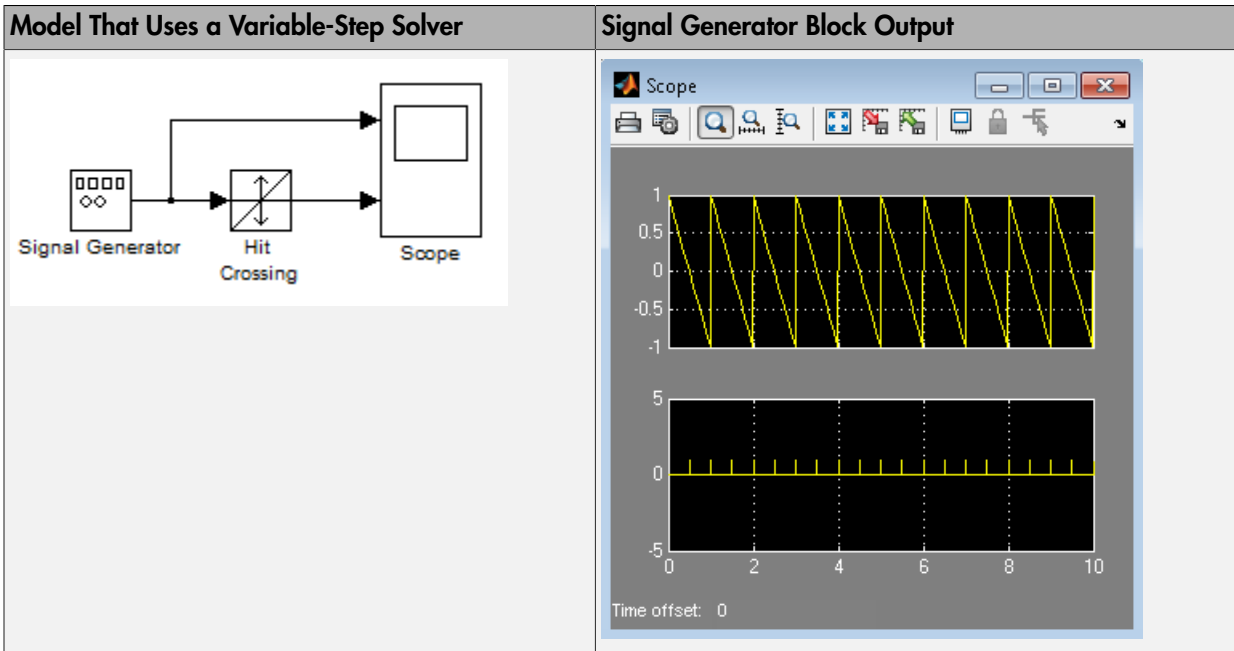 Model That Uses a Variable-Step Solver
Signal Generator Block Output
Signal Generator
Hit
Crossing
Scope
Scope
1
0.5
0
-0.5
-1
5
0
-5
0 2 4 6 8 10
Time offset: 0